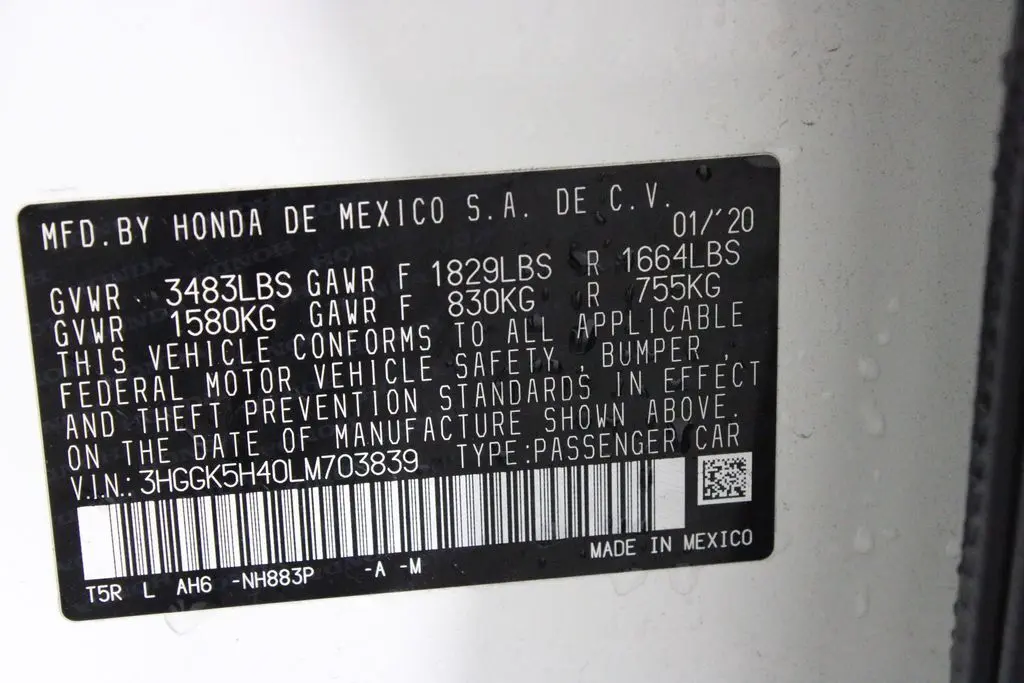 MFD.BY HONDA DE MEXICO S.A. DE C.V.
01/'20
GVWR 3483LBS GAWR F 1829LBS R 1664LBS
GVWR 1580KG GAWR F 830KG R 755KG
THIS VEHICLE CONFORMS TO ALL APPLICABLE
FEDERAL MOTOR VEHICLE SAFETY, BUMPER,
AND THEFT PREVENTION STANDARDS IN EFFECT
ON THE DATE OF MANUFACTURE SHOWN ABOVE.
V.I.N.: 3HGGK5H40LM703839 TYPE:PASSENGER CAR
MADE IN MEXICO
T5R L AH6 -NH883P -A -M